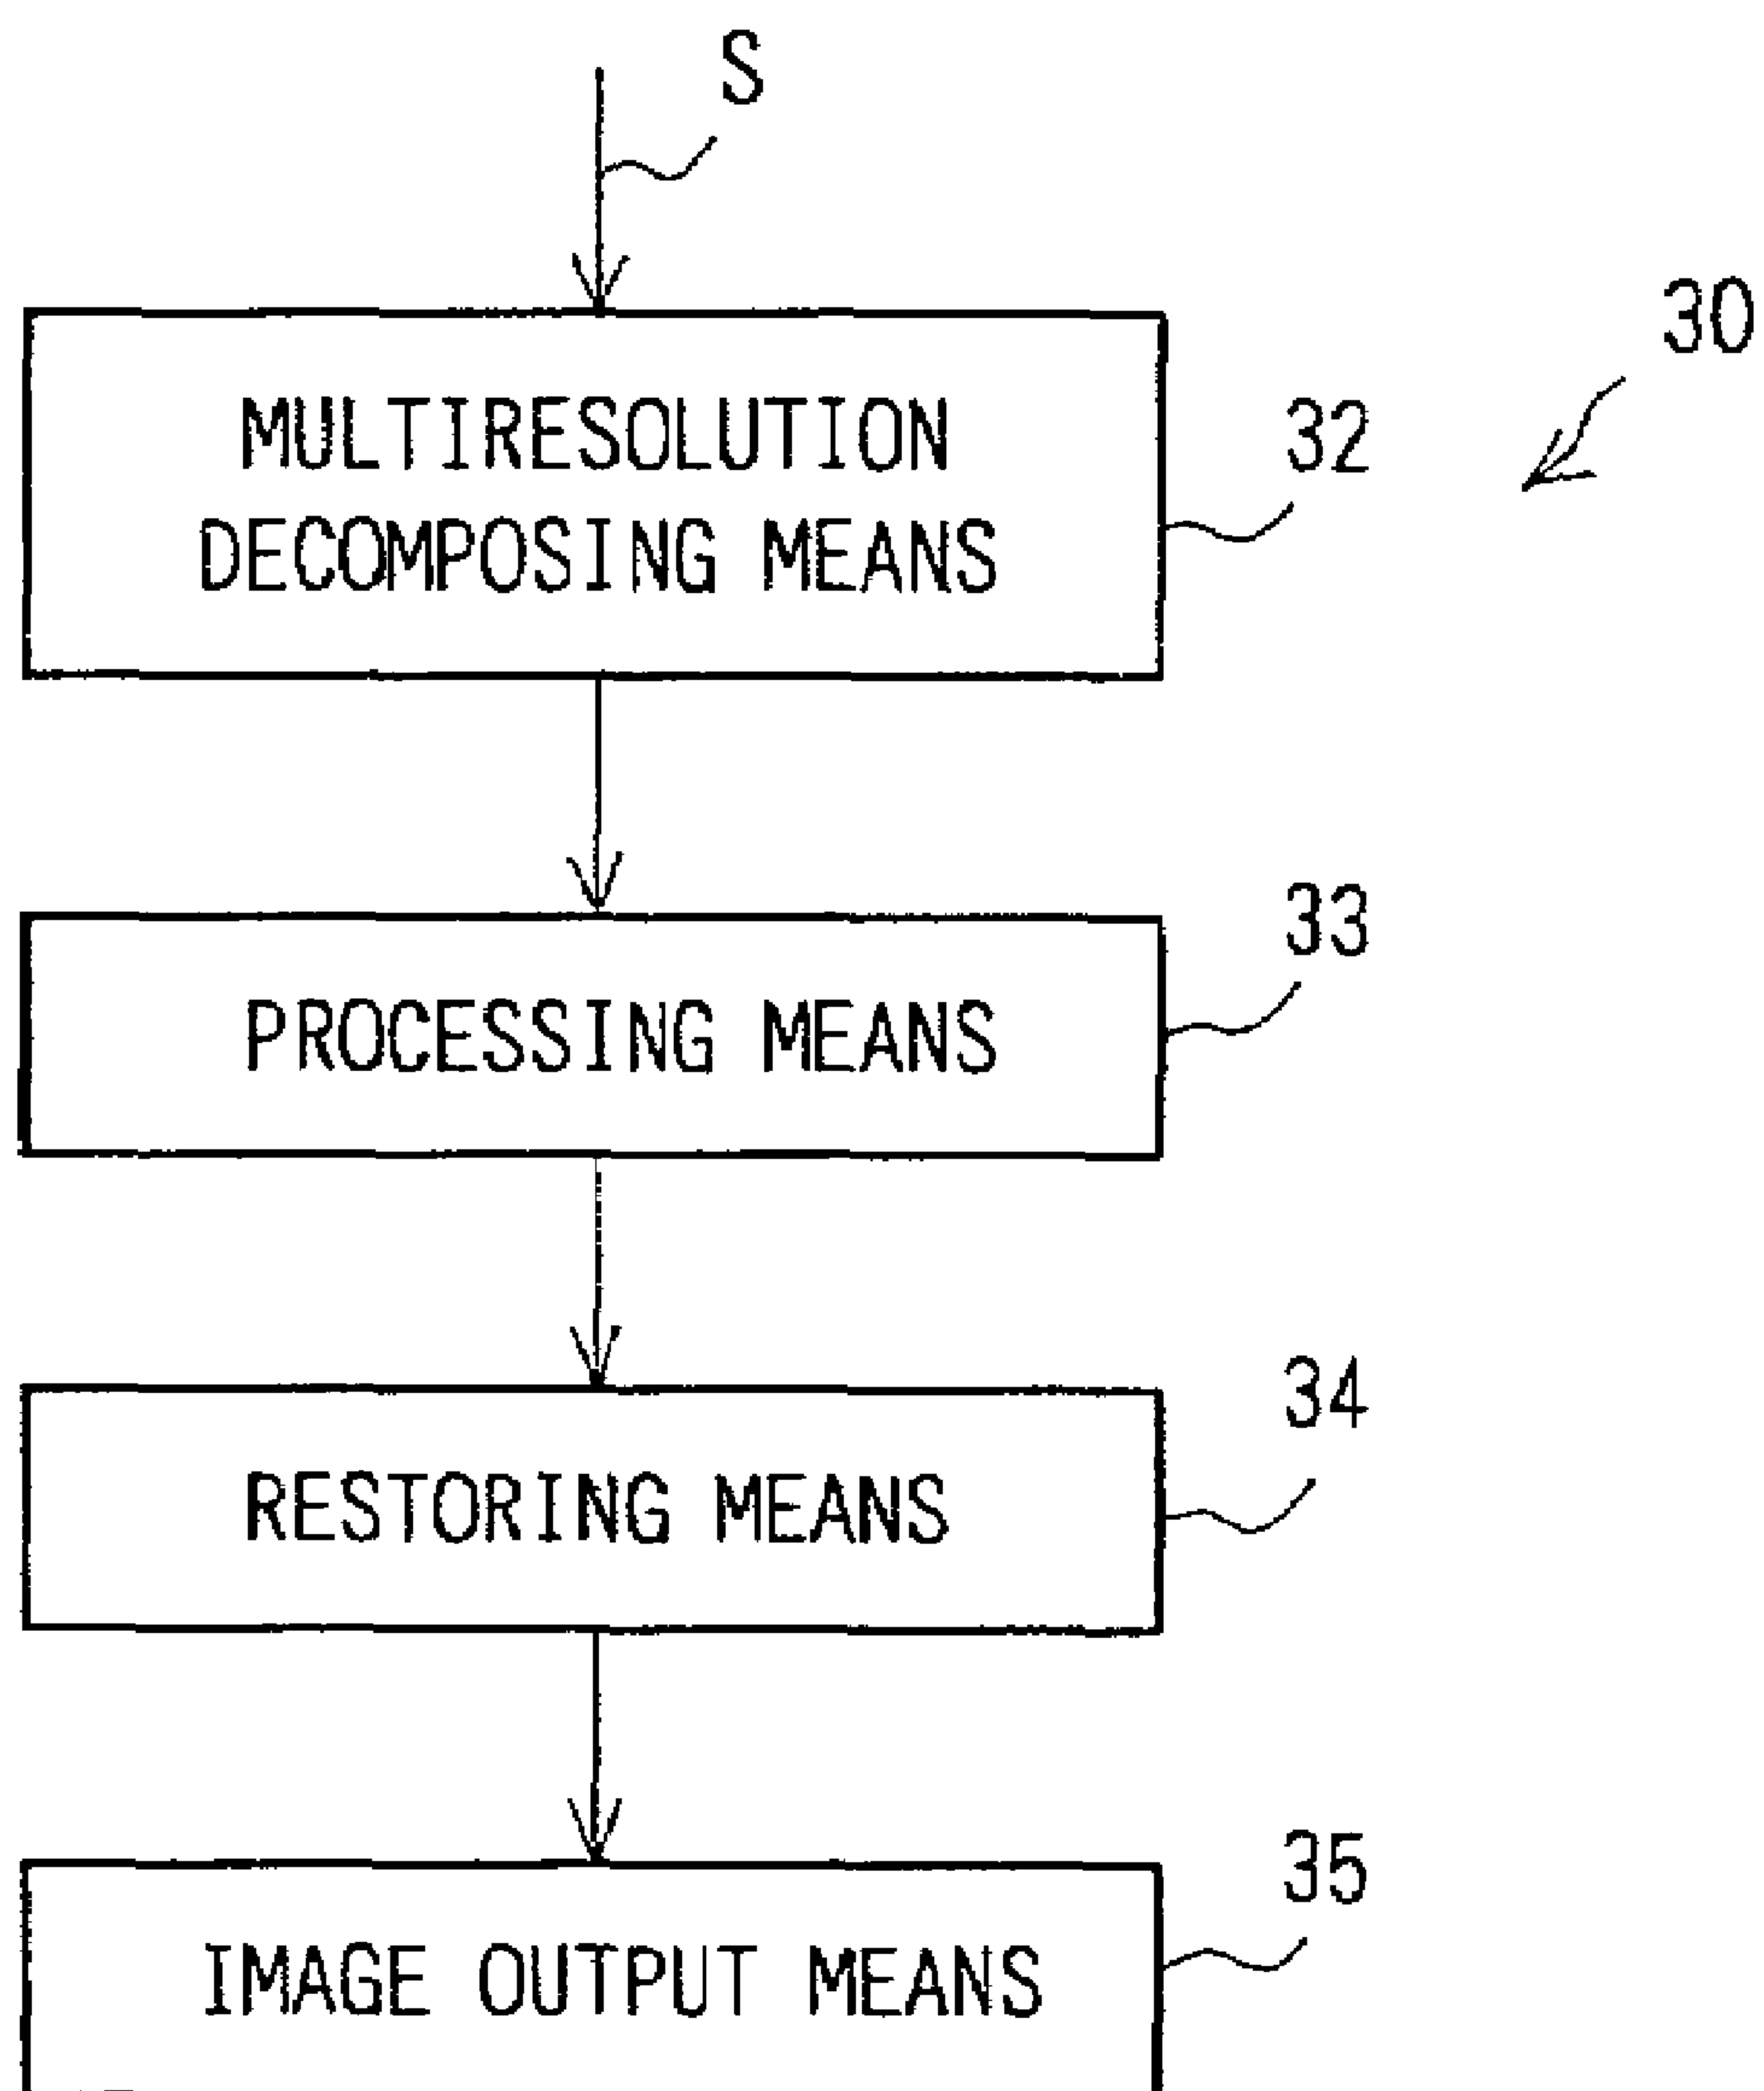 S
30
MULTIRESOLUTION
DECOMPOSING MEANS
32
33
PROCESSING MEANS
34
RESTORING MEANS
35
IMAGE OUTPUT MEANS